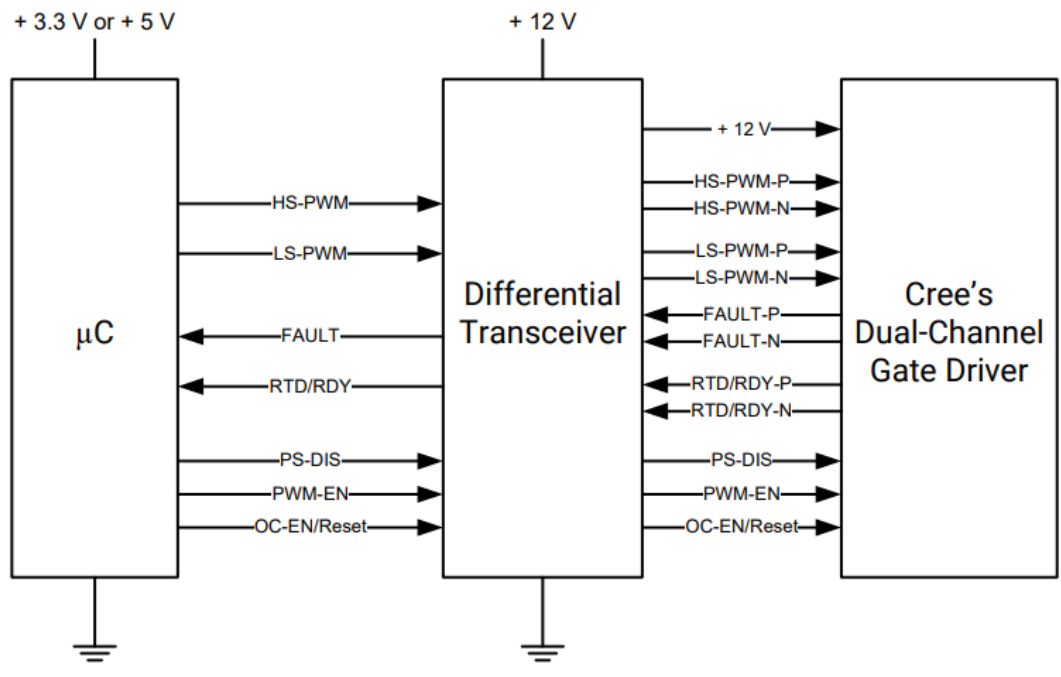 + 3.3 V or + 5 V
+ 12 V
μC
HS-PWM
LS-PWM
FAULT
RTD/RDY
PS-DIS
PWM-EN
OC-EN/Reset
Differential
Transceiver
+ 12 V
HS-PWM-P
HS-PWM-N
LS-PWM-P
LS-PWM-N
FAULT-P
FAULT-N
RTD/RDY-P
RTD/RDY-N
PS-DIS
PWM-EN
OC-EN/Reset
Cree’s
Dual-Channel
Gate Driver